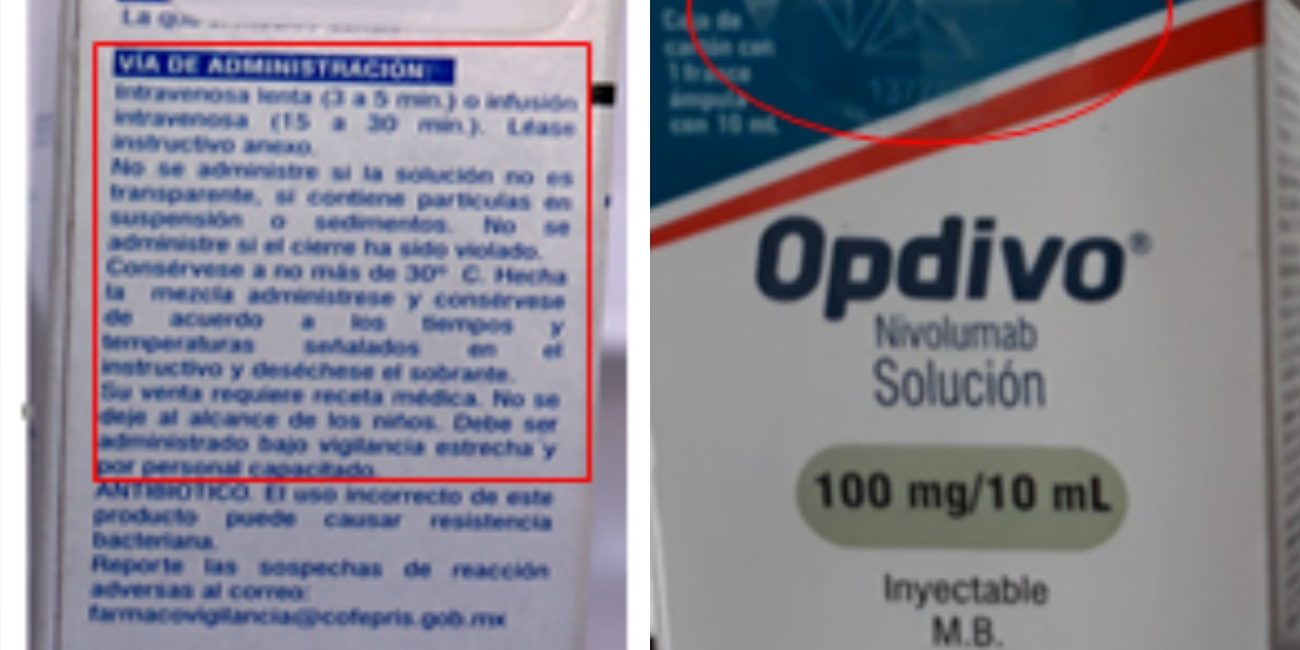 La que
VÍA DE ADMINISTRACIÓN:
Intravenosa lenta (3 a 5 min.) o infusión
intravenosa (15 a 30 min.). Léase
instructivo anexo.
No se administre si la solución no es
transparente, si contiene partículas en
suspensión o sedimentos. No se
administre si el cierre ha sido violado.
Consérvese a no más de 30° C. Hecha
la mezcla adminístrese y consérvese
de acuerdo a los tiempos y
temperaturas señalados en el
instructivo y deséchese el sobrante.
Su venta requiere receta médica. No se
deje al alcance de los niños. Debe ser
administrado bajo vigilancia estrecha y
por personal capacitado.
ANTIBIÓTICO. El uso incorrecto de este
producto puede causar resistencia
bacteriana.
Reporte las sospechas de reacción
adversas al correo:
farmacovigilancia@cofepris.gob.mx
Caja de
cartón con
1 frasco
ámpula
con 10 mL
Opdivo®
Nivolumab
Solución
100 mg/10 mL
Inyectable
M.B.